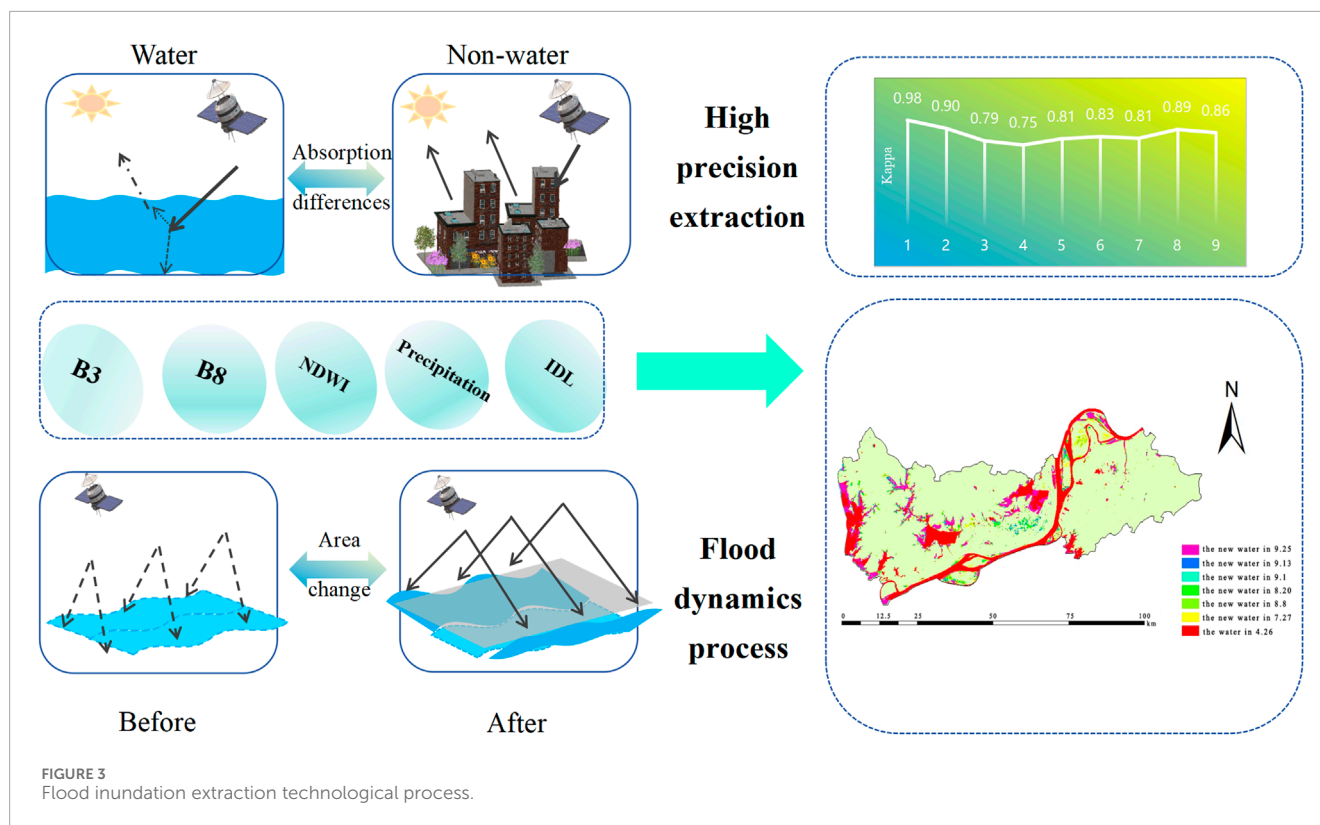 Water
Non-water
Absorption
differences
High
precision
extraction
Kappa
0.98
0.90
0.79
0.75
0.81
0.83
0.81
0.89
0.86
1
2
3
4
5
6
7
8
9
B3
B8
NDWI
Precipitation
IDL
Area
change
Before
After
Flood
dynamics
process
N
the new water in 9.25
the new water in 9.13
the new water in 9.1
the new water in 8.20
the new water in 8.8
the new water in 7.27
the water in 4.26
0 12.5 25 50 75 100
km
FIGURE 3
Flood inundation extraction technological process.